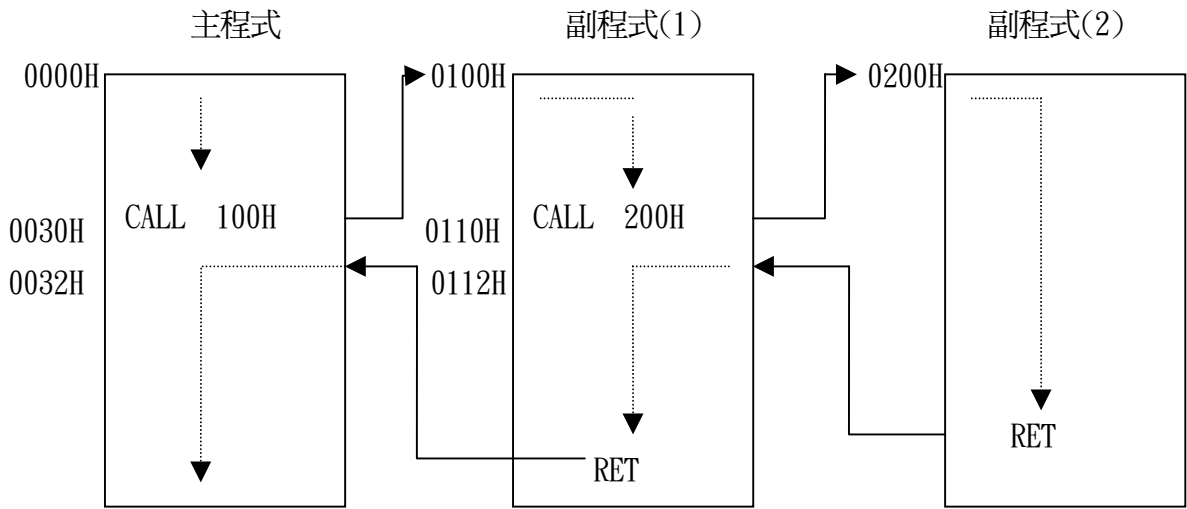 主程式 副程式(1) 副程式(2)
0000H 0100H 0200H
CALL 100H CALL 200H
0030H 0110H
0032H 0112H
RET
RET